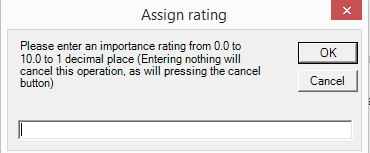 Assign rating
Please enter an importance rating from 0.0 to
10.0 to 1 decimal place (Entering nothing will
cancel this operation, as will pressing the cancel
button)
OK
Cancel